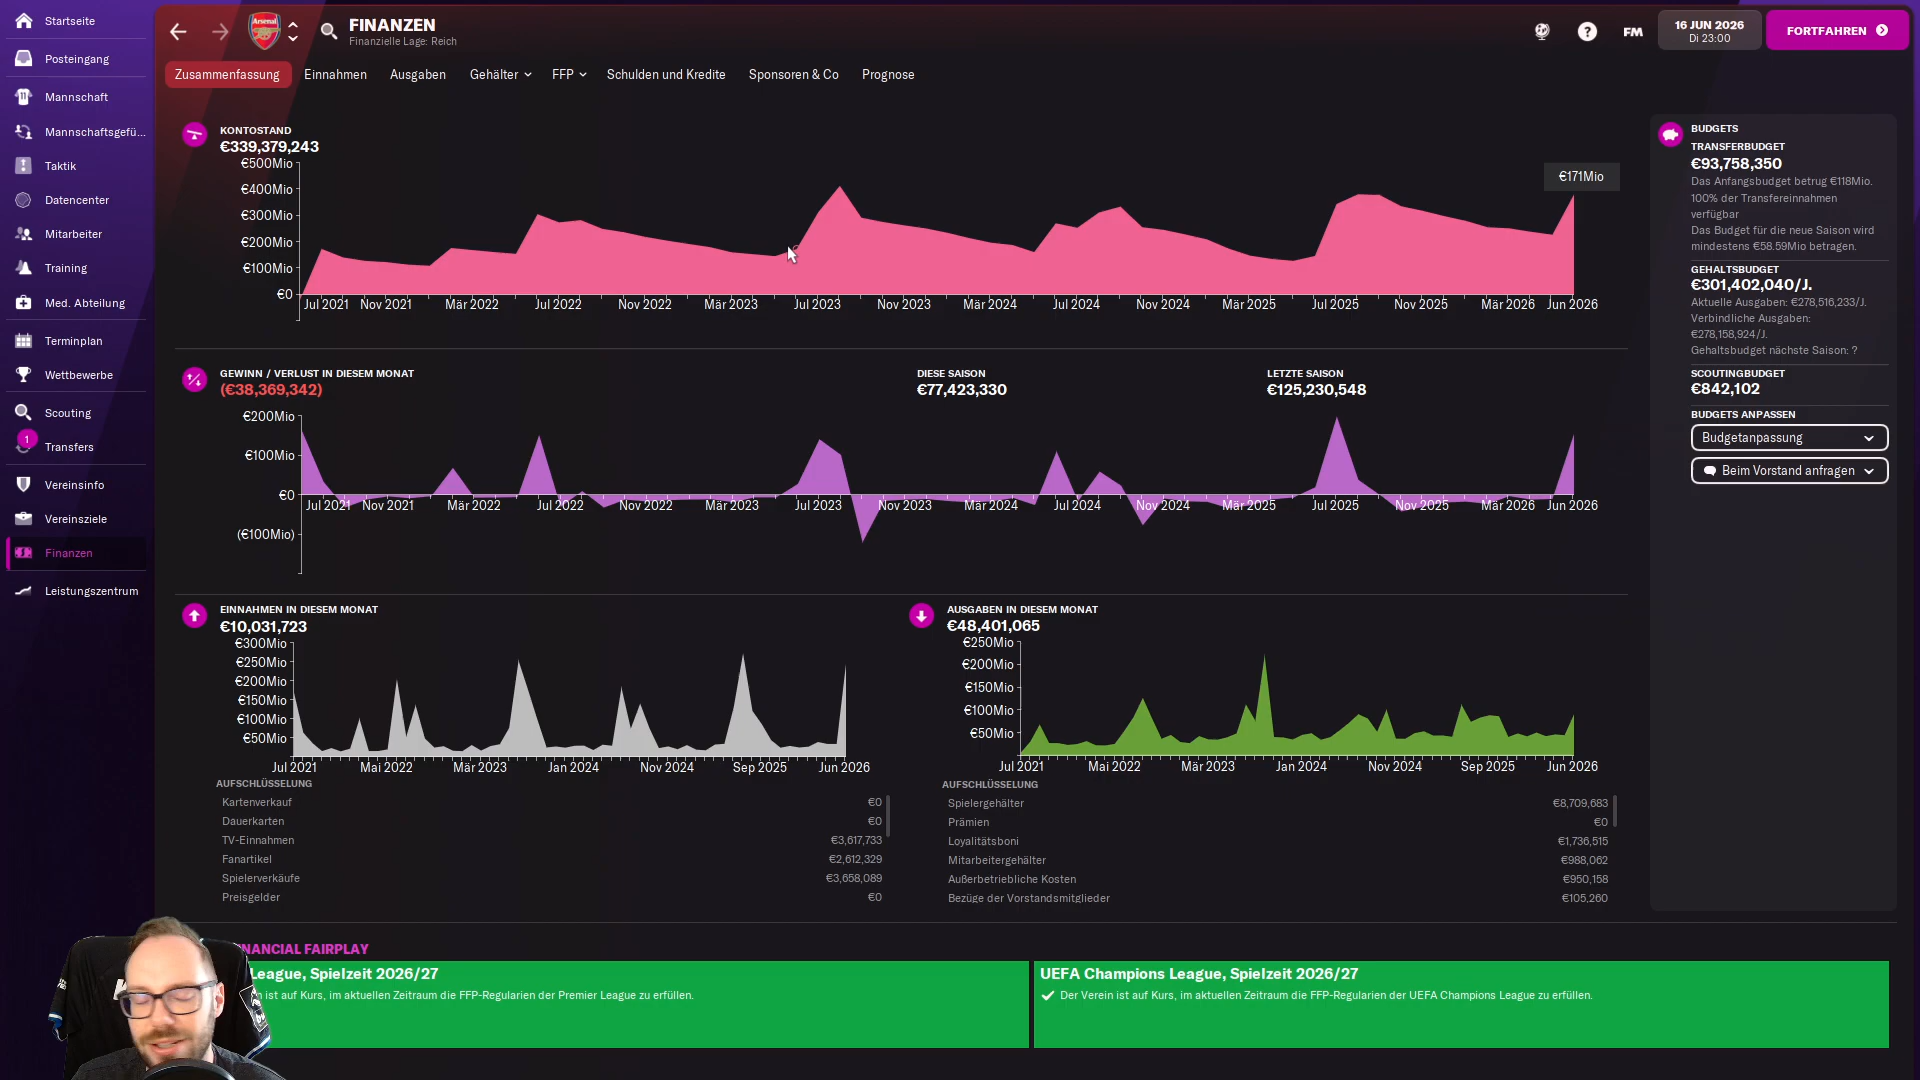 Startseite
Posteingang
Mannschaft
Mannschaftsgefü...
Taktik
Datencenter
Mitarbeiter
Training
Med. Abteilung
Terminplan
Wettbewerbe
Scouting
1
Transfers
Vereinsinfo
Vereinsziele
Finanzen
Leistungszentrum
Arsenal
FINANZEN
Finanzielle Lage: Reich
?
FM
16 JUN 2026
Di 23:00
FORTFAHREN
Zusammenfassung
Einnahmen
Ausgaben
Gehälter
FFP
Schulden und Kredite
Sponsoren & Co
Prognose
KONTOSTAND
€339,379,243
€500Mio
€400Mio
€300Mio
€200Mio
€100Mio
€0
€171Mio
Jul 2021 Nov 2021 Mär 2022 Jul 2022 Nov 2022 Mär 2023 Jul 2023 Nov 2023 Mär 2024 Jul 2024 Nov 2024 Mär 2025 Jul 2025 Nov 2025 Mär 2026 Jun 2026
GEWINN / VERLUST IN DIESEM MONAT
(€38,369,342)
DIESE SAISON
€77,423,330
LETZTE SAISON
€125,230,548
€200Mio
€100Mio
€0
(€100Mio)
Jul 2021 Nov 2021 Mär 2022 Jul 2022 Nov 2022 Mär 2023 Jul 2023 Nov 2023 Mär 2024 Jul 2024 Nov 2024 Mär 2025 Jul 2025 Nov 2025 Mär 2026 Jun 2026
EINNAHMEN IN DIESEM MONAT
€10,031,723
€300Mio
€250Mio
€200Mio
€150Mio
€100Mio
€50Mio
Jul 2021 Mai 2022 Mär 2023 Jan 2024 Nov 2024 Sep 2025 Jun 2026
AUFSCHLÜSSELUNG
Kartenverkauf €0
Dauerkarten €0
TV-Einnahmen €3,617,733
Fanartikel €2,612,329
Spielerverkäufe €3,658,089
Preisgelder €0
AUSGABEN IN DIESEM MONAT
€48,401,065
€250Mio
€200Mio
€150Mio
€100Mio
€50Mio
Jul 2021 Mai 2022 Mär 2023 Jan 2024 Nov 2024 Sep 2025 Jun 2026
AUFSCHLÜSSELUNG
Spielergehälter €8,709,683
Prämien €0
Loyalitätsboni €1,736,515
Mitarbeitergehälter €988,062
Außerbetriebliche Kosten €950,158
Bezüge der Vorstandsmitglieder €105,260
BUDGETS
TRANSFERBUDGET
€93,758,350
Das Anfangsbudget betrug €118Mio.
100% der Transfereinnahmen
verfügbar
Das Budget für die neue Saison wird
mindestens €58.59Mio betragen.
GEHALTSBUDGET
€301,402,040/J.
Aktuelle Ausgaben: €278,516,233/J.
Verbindliche Ausgaben:
€278,158,924/J.
Gehaltsbudget nächste Saison: ?
SCOUTINGBUDGET
€842,102
BUDGETS ANPASSEN
Budgetanpassung
Beim Vorstand anfragen
NANCIAL FAIRPLAY
League, Spielzeit 2026/27
n ist auf Kurs, im aktuellen Zeitraum die FFP-Regularien der Premier League zu erfüllen.
UEFA Champions League, Spielzeit 2026/27
Der Verein ist auf Kurs, im aktuellen Zeitraum die FFP-Regularien der UEFA Champions League zu erfüllen.